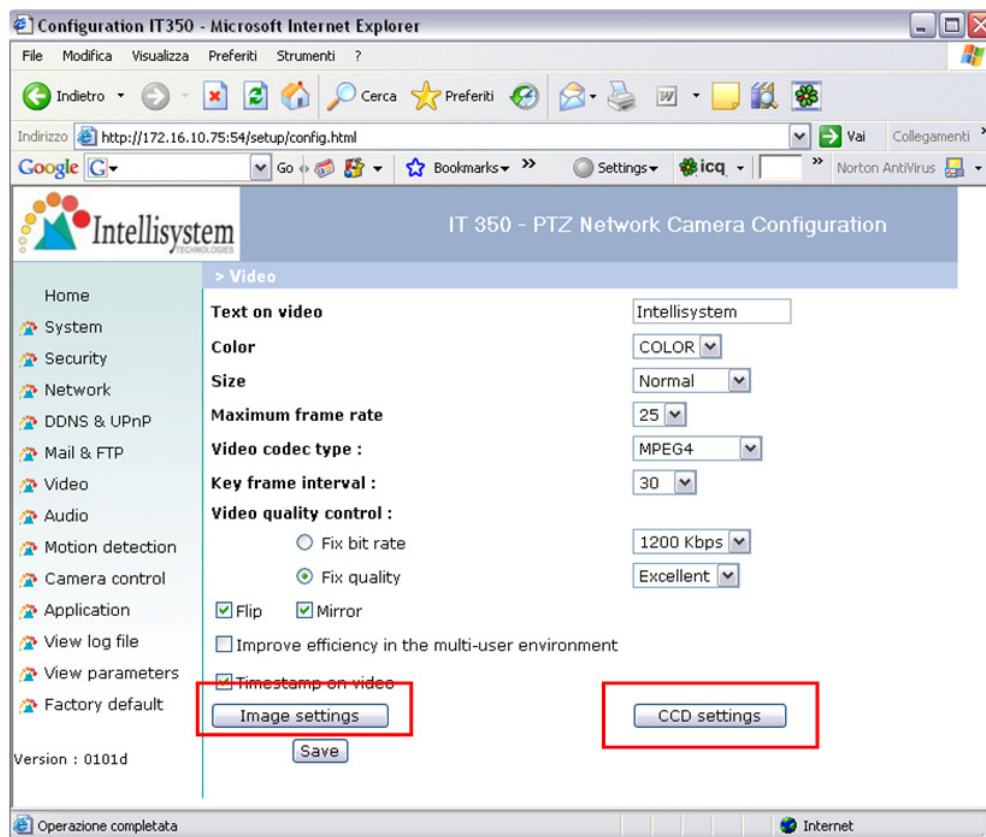 Configuration IT350 - Microsoft Internet Explorer
File Modifica Visualizza Preferiti Strumenti ?
Indietro Cerca Preferiti
Indirizzo http://172.16.10.75:54/setup/config.html Vai Collegamenti »
Google G Go Bookmarks » Settings icq » Norton AntiVirus
Intellisystem
TECHNOLOGIES
IT 350 - PTZ Network Camera Configuration
> Video
Home
System
Security
Network
DDNS & UPnP
Mail & FTP
Video
Audio
Motion detection
Camera control
Application
View log file
View parameters
Factory default
Version : 0101d
Text on video Intellisystem
Color COLOR
Size Normal
Maximum frame rate 25
Video codec type : MPEG4
Key frame interval : 30
Video quality control :
Fix bit rate 1200 Kbps
Fix quality Excellent
Flip Mirror
Improve efficiency in the multi-user environment
Timestamp on video
Image settings CCD settings
Save
Operazione completata Internet